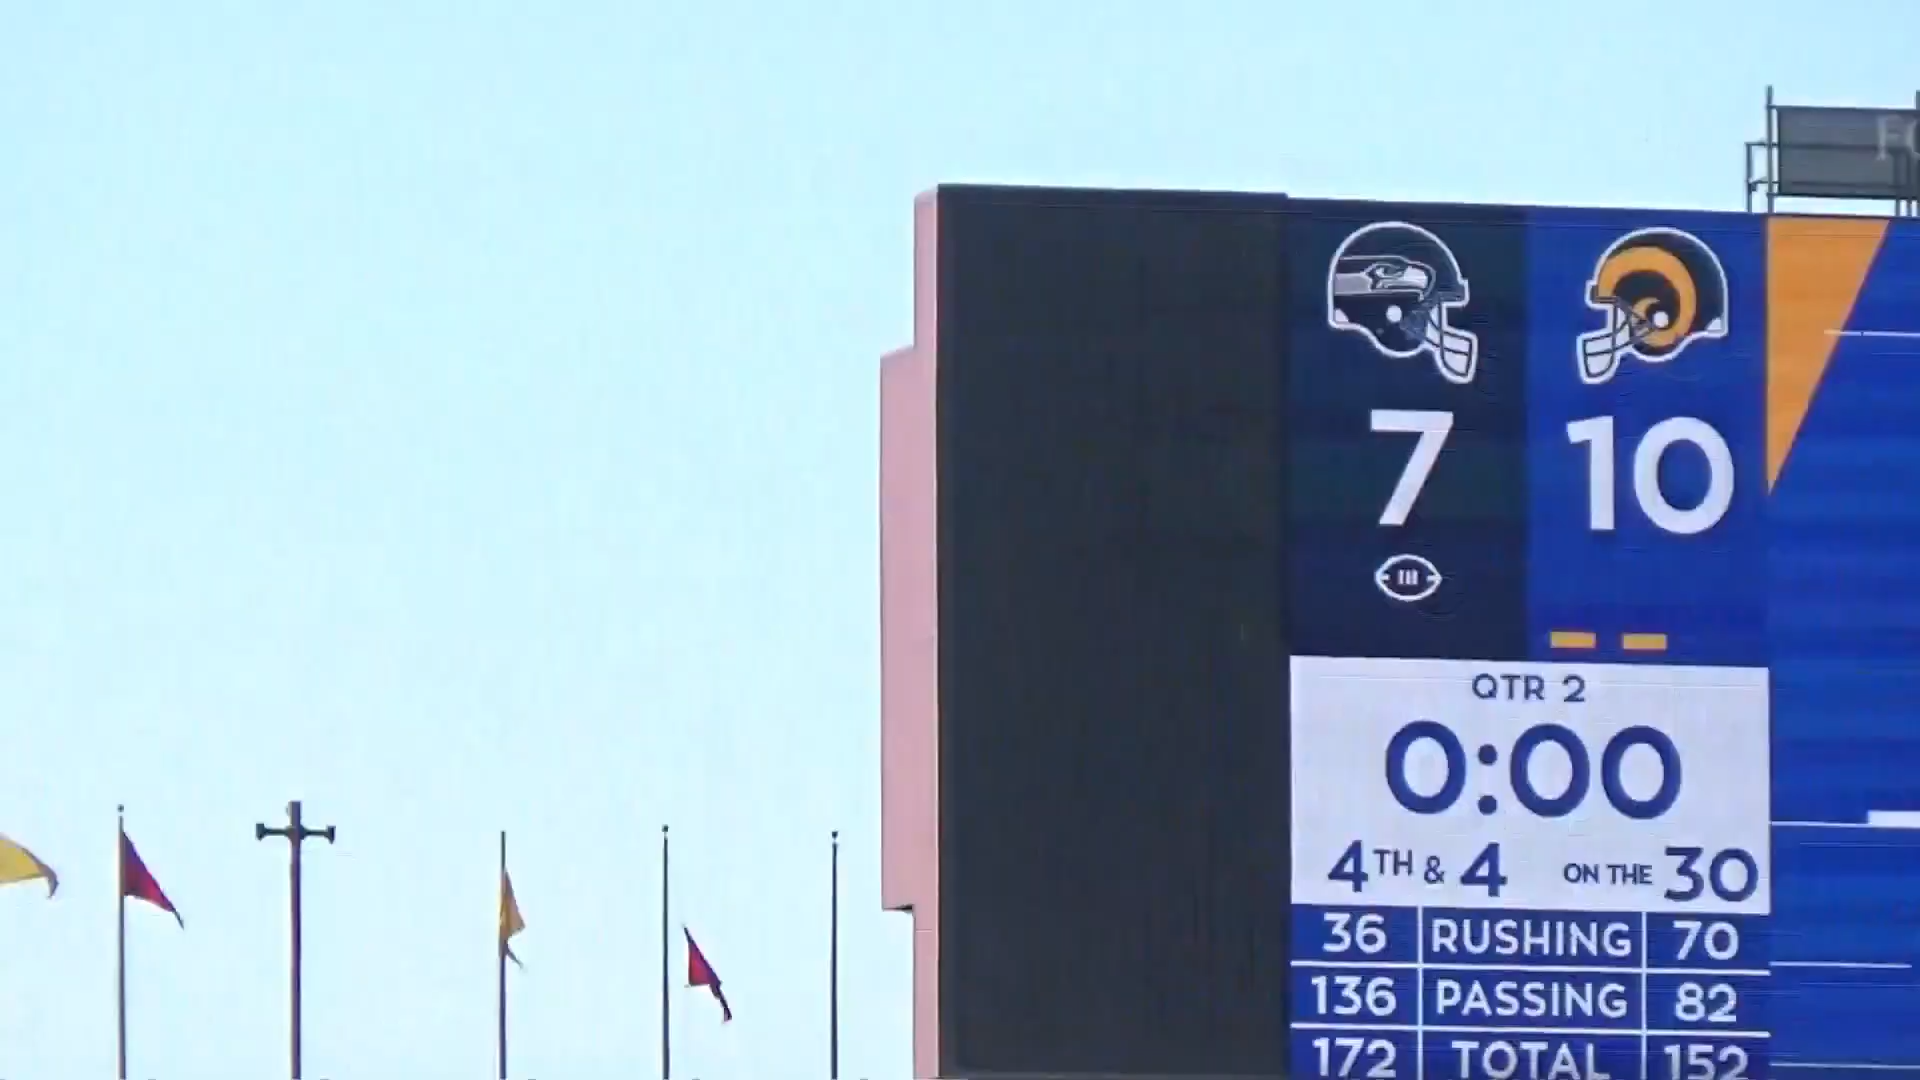 7 10
QTR 2
0:00
4TH & 4 ON THE 30
36 RUSHING 70
136 PASSING 82
172 TOTAL 152